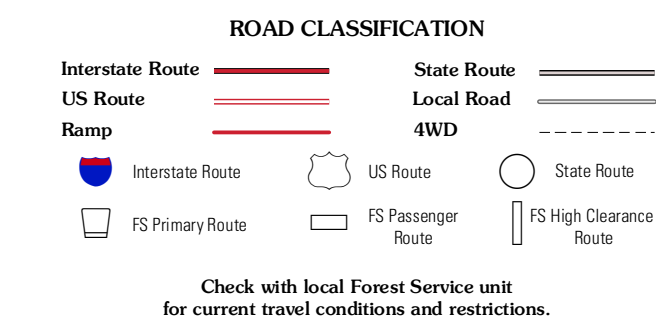 ROAD CLASSIFICATION
Interstate Route
State Route
US Route
Local Road
Ramp
4WD
Interstate Route
US Route
State Route
FS Primary Route
FS Passenger
Route
FS High Clearance
Route
Check with local Forest Service unit
for current travel conditions and restrictions.